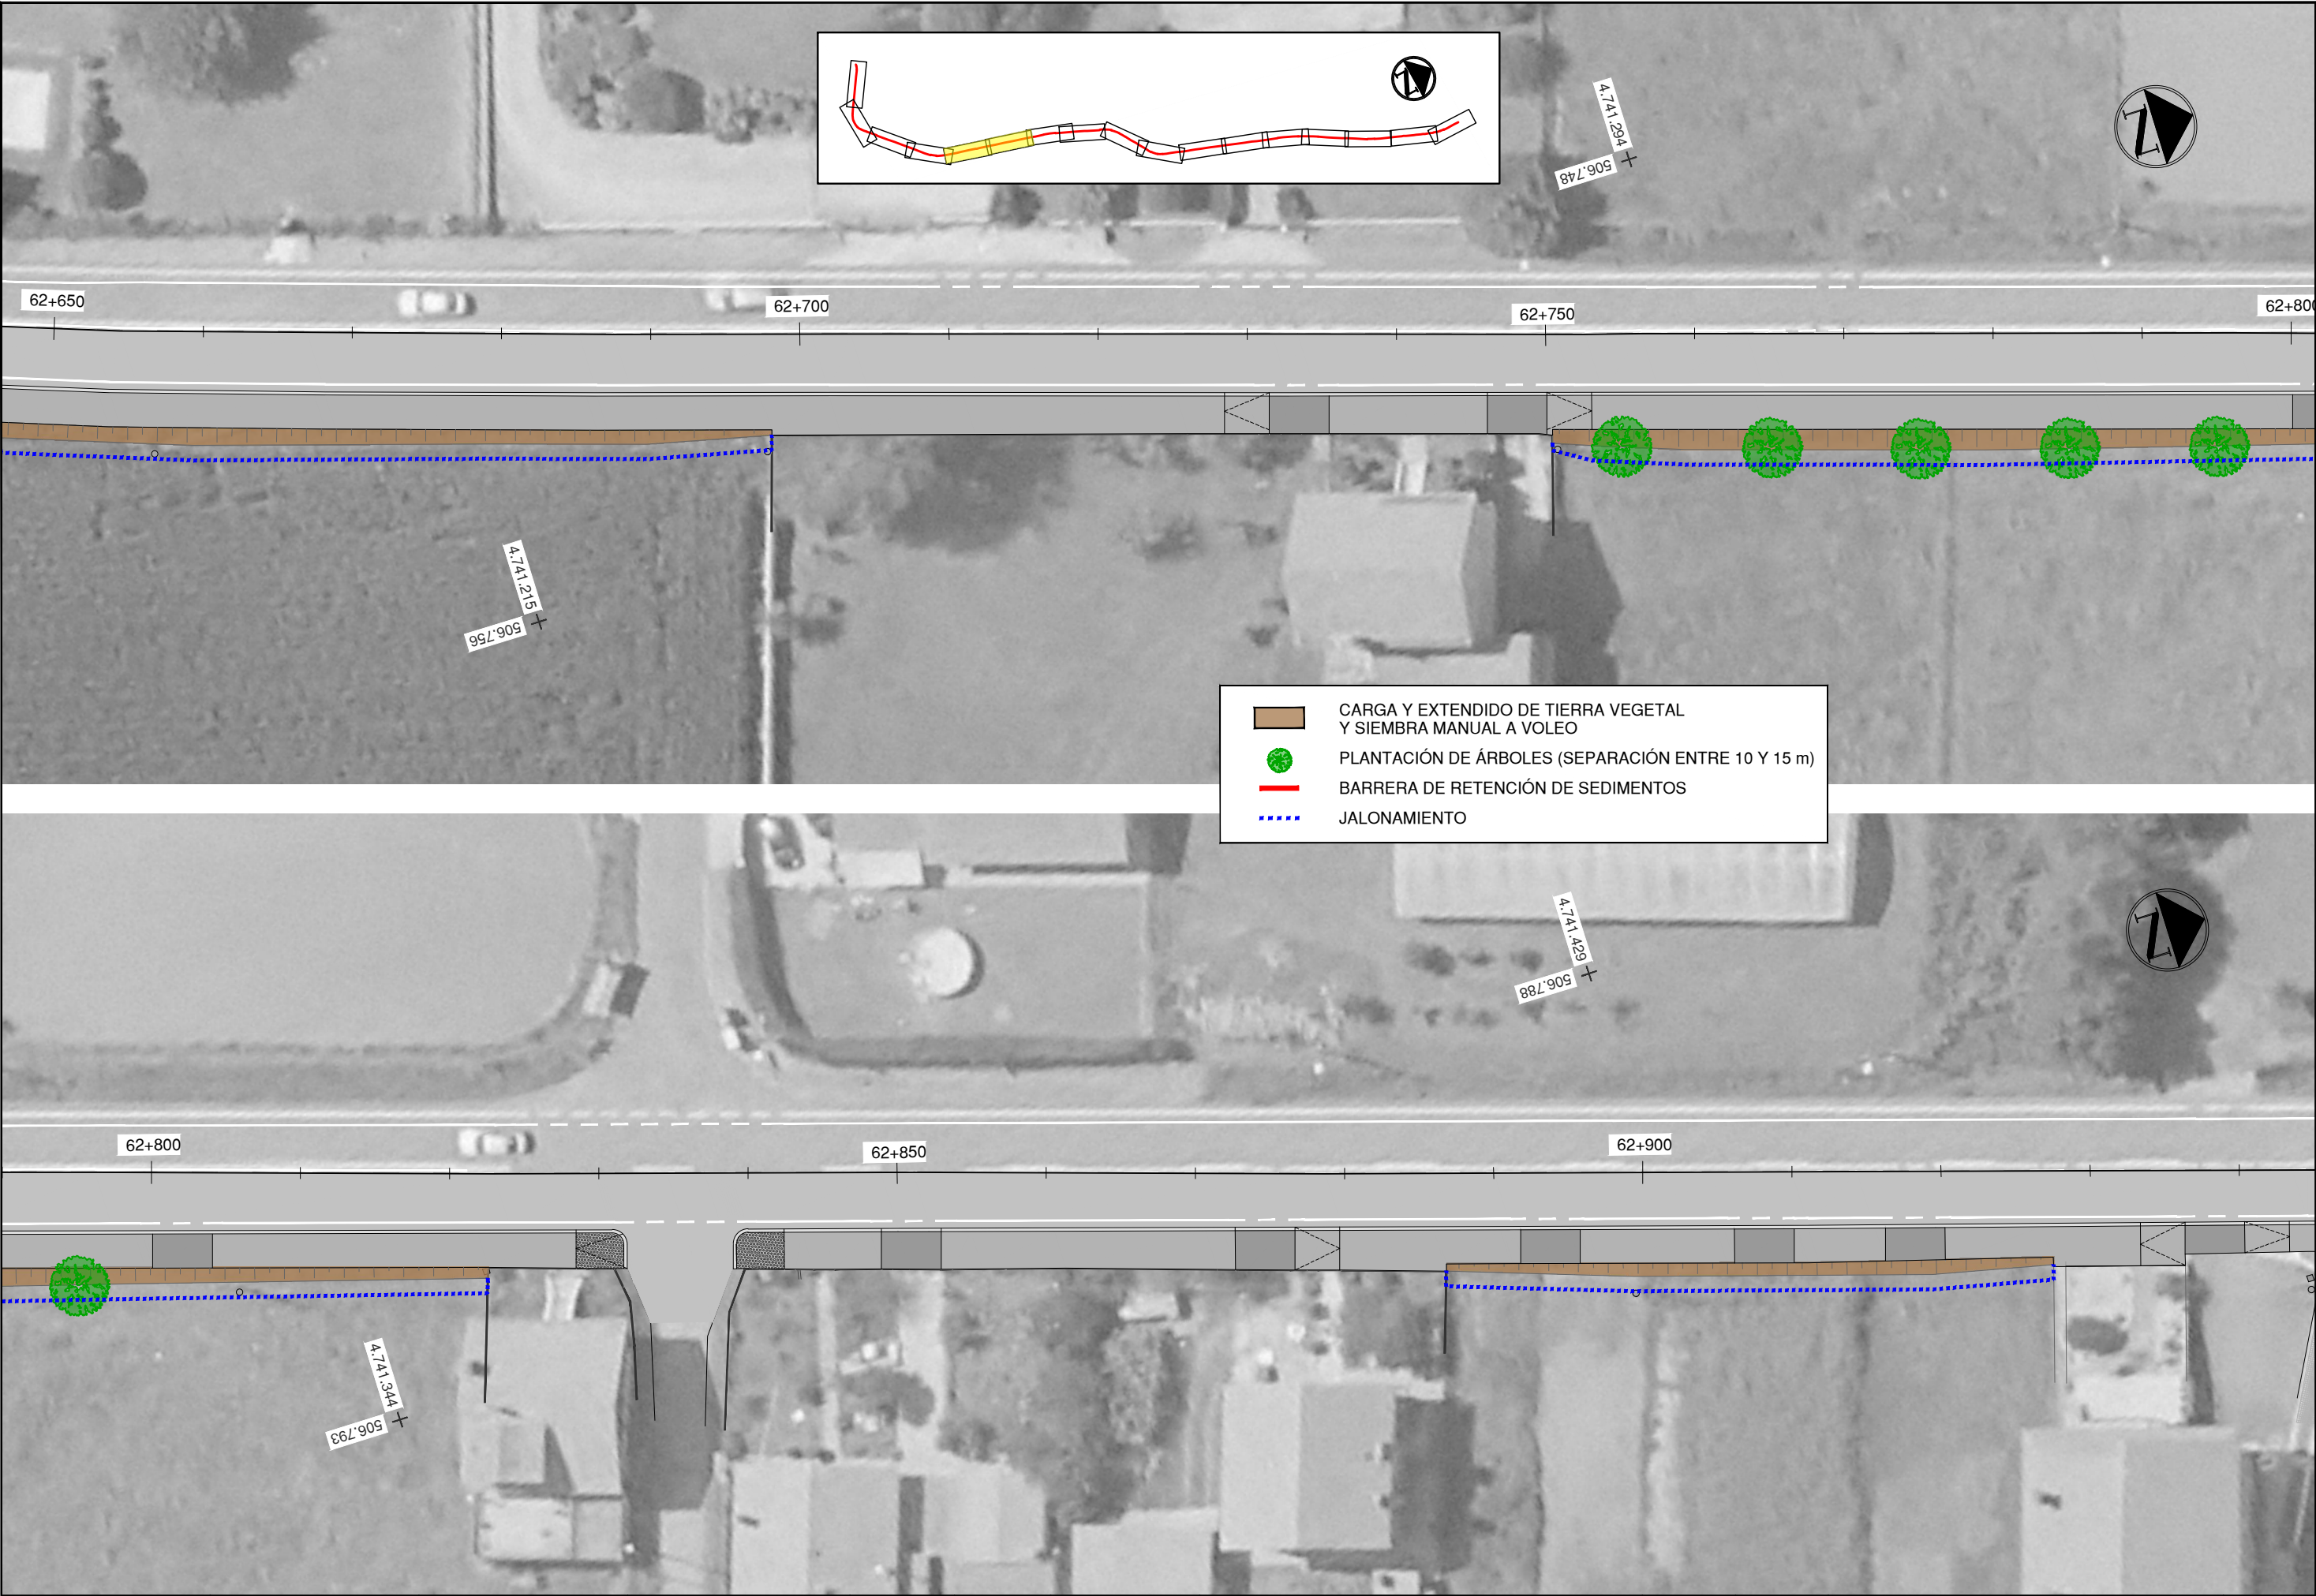 N
4.741.294
506.748
N
62+650
62+700
62+750
62+800
4.741.215
506.756
CARGA Y EXTENDIDO DE TIERRA VEGETAL
Y SIEMBRA MANUAL A VOLEO
PLANTACIÓN DE ÁRBOLES (SEPARACIÓN ENTRE 10 Y 15 m)
BARRERA DE RETENCIÓN DE SEDIMENTOS
JALONAMIENTO
4.741.429
506.788
N
62+800
62+850
62+900
4.741.344
506.793